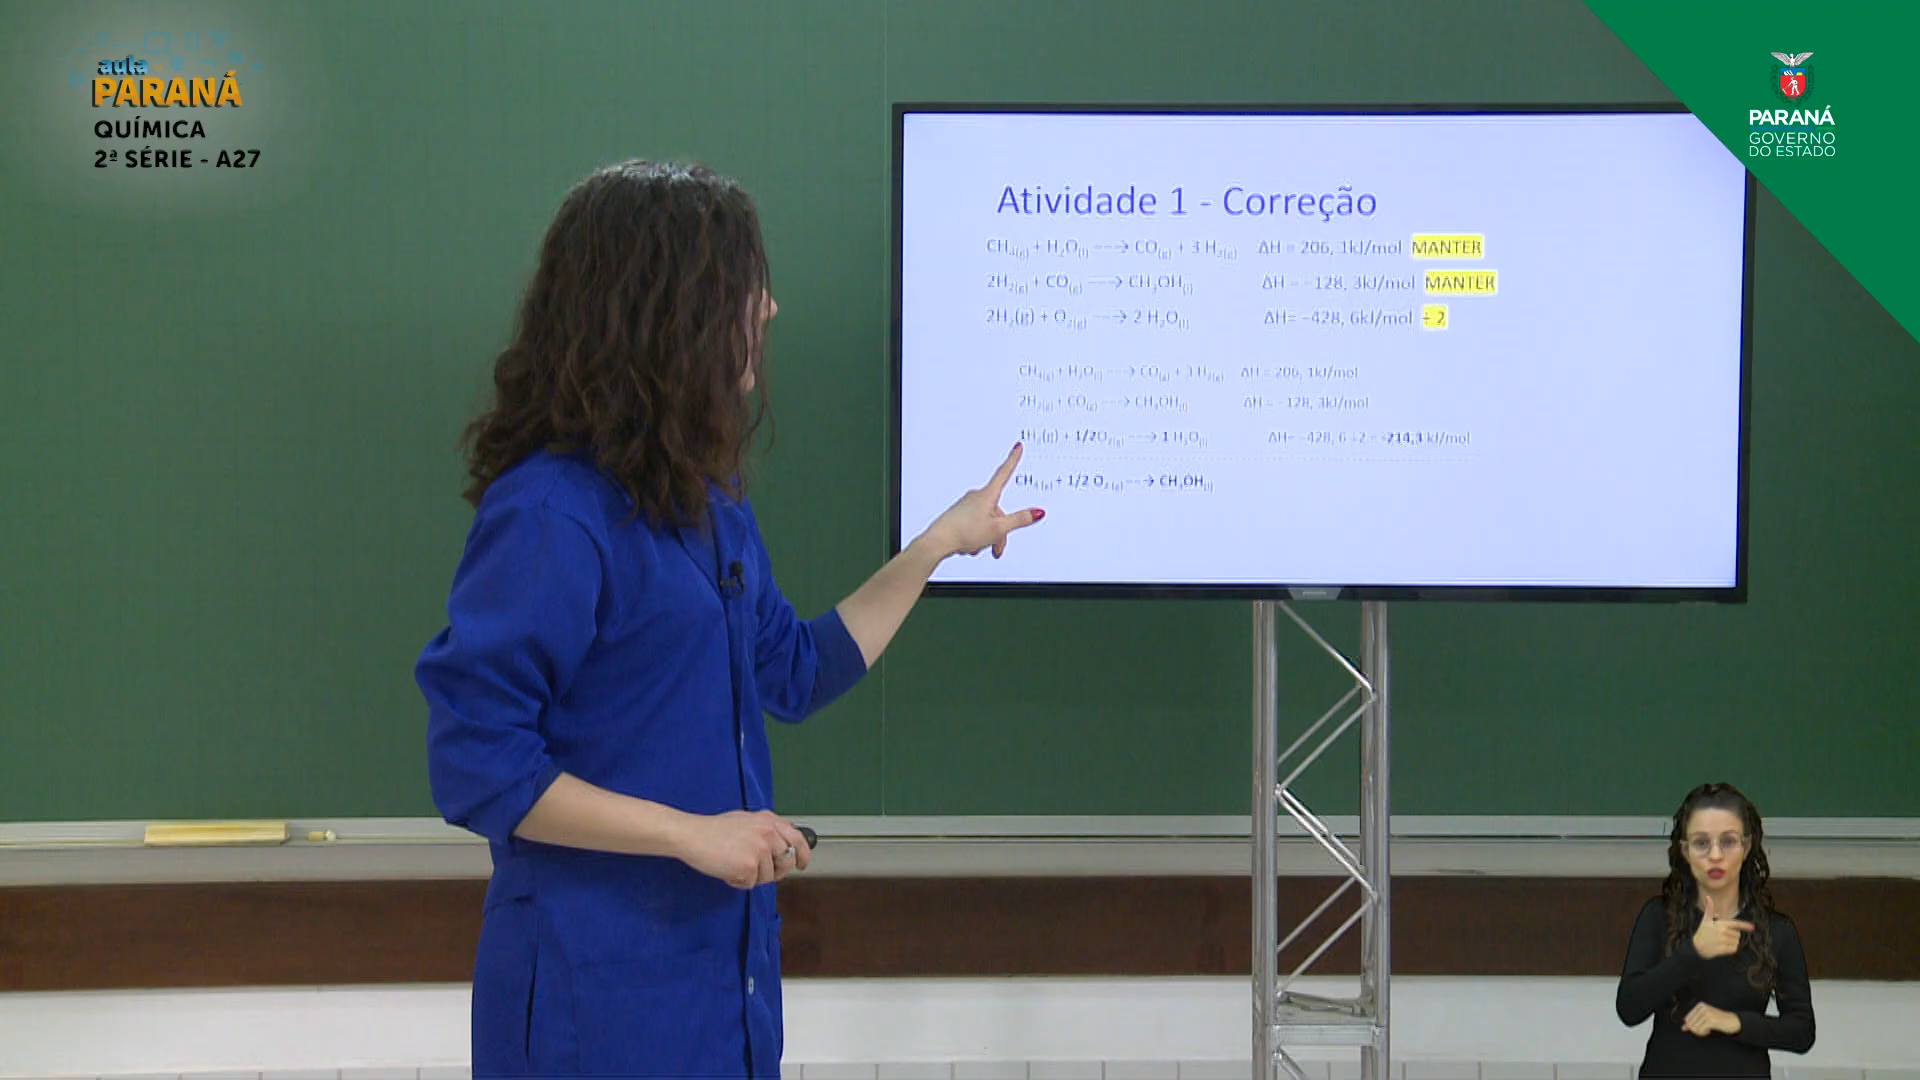 aula
PARANÁ
QUÍMICA
2ª SÉRIE - A27
PARANÁ
GOVERNO
DO ESTADO
Atividade 1 - Correção
CH₄(g) + H₂O(l) ---> CO(g) + 3 H₂(g) ΔH = 206, 1kJ/mol MANTER
2H₂(g) + CO(g) ---> CH₃OH(l) ΔH = -128, 3kJ/mol MANTER
2H₂(g) + O₂(g) ---> 2 H₂O(l) ΔH= -428, 6kJ/mol ÷ 2
CH₄(g) + H₂O(l) ---> CO(g) + 3 H₂(g) ΔH = 206, 1kJ/mol
2H₂(g) + CO(g) ---> CH₃OH(l) ΔH = -128, 3kJ/mol
1H₂(g) + 1/2O₂(g) ---> 1 H₂O(l) ΔH= -428, 6 ÷2 = -214,3 kJ/mol
CH₄(g) + 1/2 O₂(g) ---> CH₃OH(l)